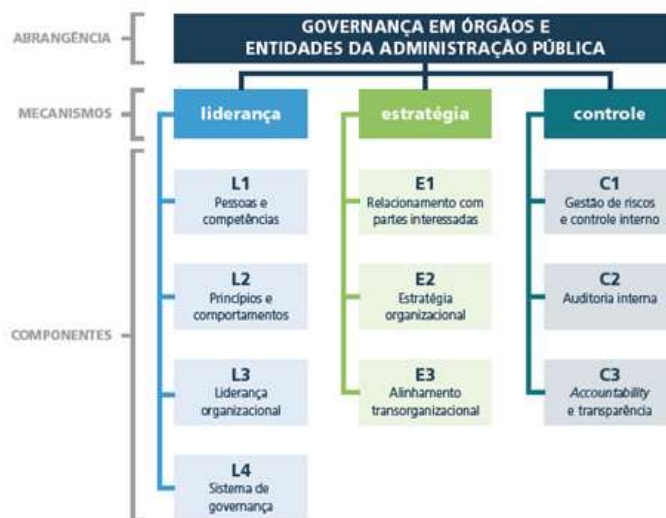 ABRANGÊNCIA
GOVERNANÇA EM ÓRGÃOS E
ENTIDADES DA ADMINISTRAÇÃO PÚBLICA
MECANISMOS
liderança
estratégia
controle
COMPONENTES
L1
Pessoas e
competências
L2
Princípios e
comportamentos
L3
Liderança
organizacional
L4
Sistema de
governança
E1
Relacionamento com
partes interessadas
E2
Estratégia
organizacional
E3
Alinhamento
transorganizacional
C1
Gestão de riscos
e controle interno
C2
Auditoria interna
C3
Accountability
e transparência